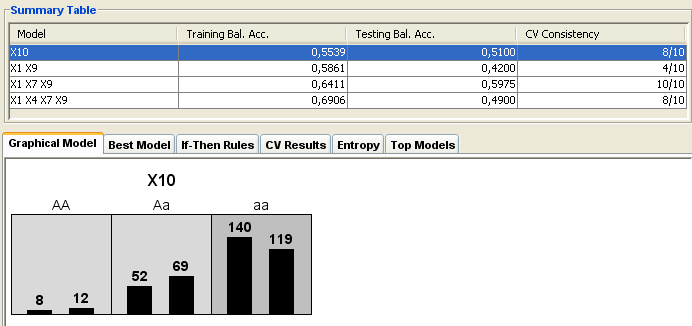 Summary Table
Model Training Bal. Acc. Testing Bal. Acc. CV Consistency
X10 0,5539 0,5100 8/10
X1 X9 0,5861 0,4200 4/10
X1 X7 X9 0,6411 0,5975 10/10
X1 X4 X7 X9 0,6906 0,4900 8/10
Graphical Model Best Model If-Then Rules CV Results Entropy Top Models
X10
AA Aa aa
8 12 52 69 140 119